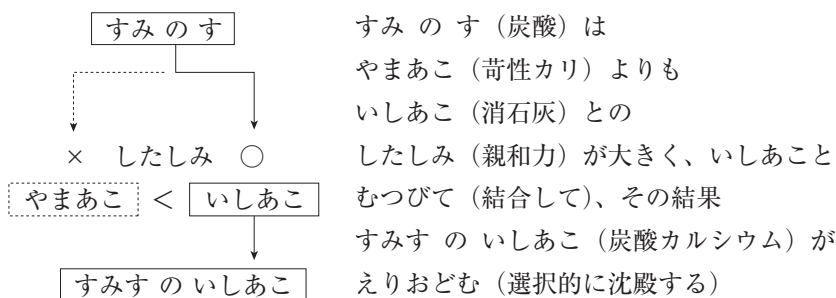 すみ の す
× したしみ ○
やまあこ < いしあこ
すみす の いしあこ
すみ の す（炭酸）は
やまあこ（苛性カリ）よりも
いしあこ（消石灰）との
したしみ（親和力）が大きく、いしあこと
むつびて（結合して）、その結果
すみす の いしあこ（炭酸カルシウム）が
えりおどむ（選択的に沈殿する）